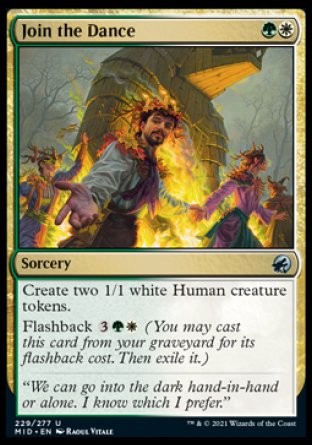 Join the Dance
Sorcery
Create two 1/1 white Human creature
tokens.
Flashback 3 (You may cast
this card from your graveyard for its
flashback cost. Then exile it.)
“We can go into the dark hand-in-hand
or alone. I know which I prefer.”
229/277 U
MID • EN Raoul Vitale
™ & © 2021 Wizards of the Coast